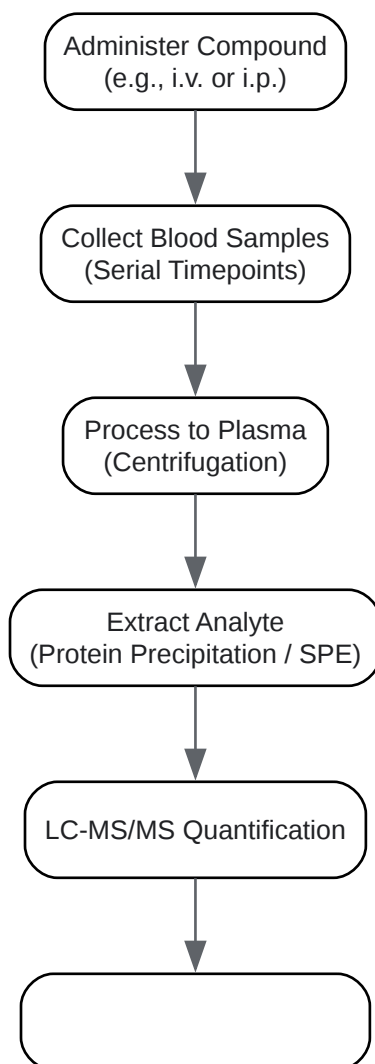 Administer Compound
(e.g., i.v. or i.p.)
Collect Blood Samples
(Serial Timepoints)
Process to Plasma
(Centrifugation)
Extract Analyte
(Protein Precipitation / SPE)
LC-MS/MS Quantification